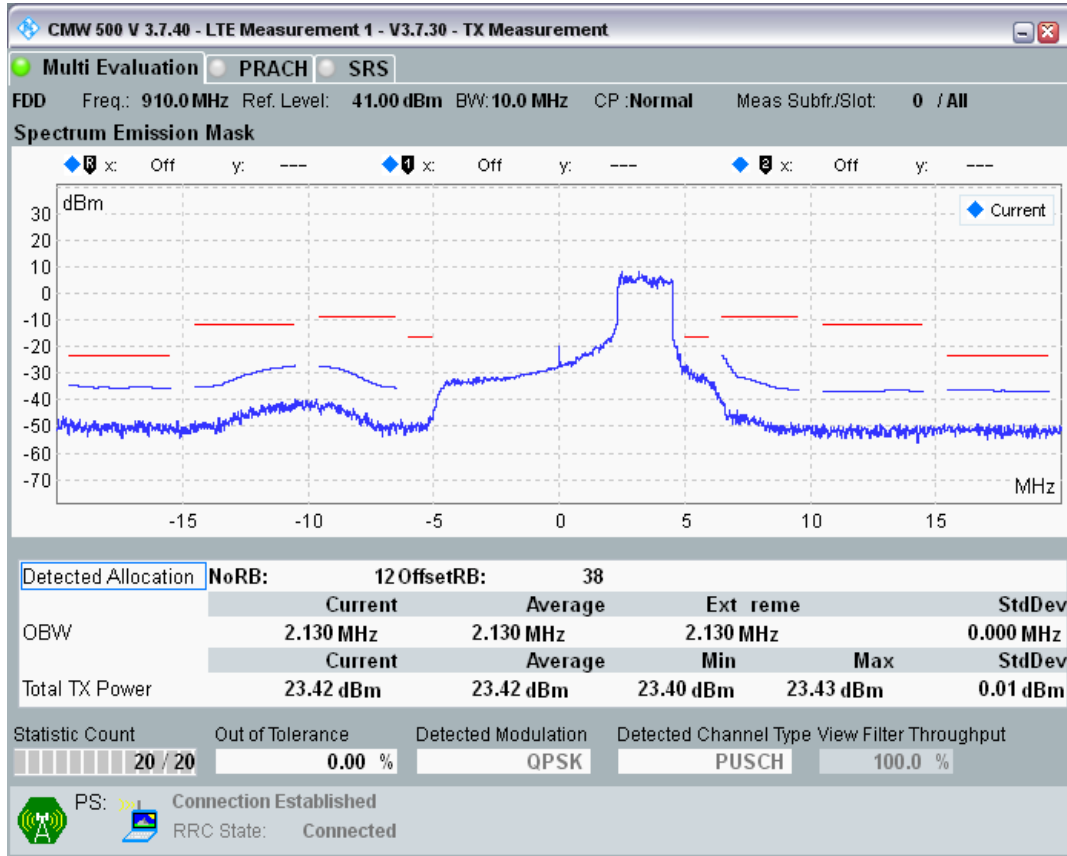 CMW 500 V 3.7.40 - LTE Measurement 1 - V3.7.30 - TX Measurement
Multi Evaluation PRACH SRS
FDD Freq.: 910.0 MHz Ref. Level: 41.00 dBm BW: 10.0 MHz CP :Normal Meas Subfr./Slot: 0 / All
Spectrum Emission Mask
R x: Off y: --- 1 x: Off y: --- 2 x: Off y: ---
dBm
Current
30
20
10
0
-10
-20
-30
-40
-50
-60
-70
MHz
-15 -10 -5 0 5 10 15
Detected Allocation NoRB: 12 OffsetRB: 38
Current Average Ext reme StdDev
OBW 2.130 MHz 2.130 MHz 2.130 MHz 0.000 MHz
Current Average Min Max StdDev
Total TX Power 23.42 dBm 23.42 dBm 23.40 dBm 23.43 dBm 0.01 dBm
Statistic Count Out of Tolerance Detected Modulation Detected Channel Type View Filter Throughput
20 / 20 0.00 % QPSK PUSCH 100.0 %
PS: Connection Established
RRC State: Connected